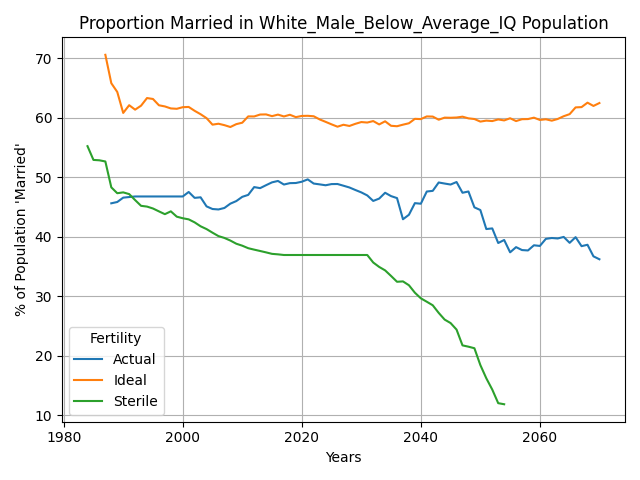 Proportion Married in White_Male_Below_Average_IQ Population
% of Population 'Married'
70
60
50
40
30
20
10
Fertility
Actual
Ideal
Sterile
1980
2000
2020
2040
2060
Years